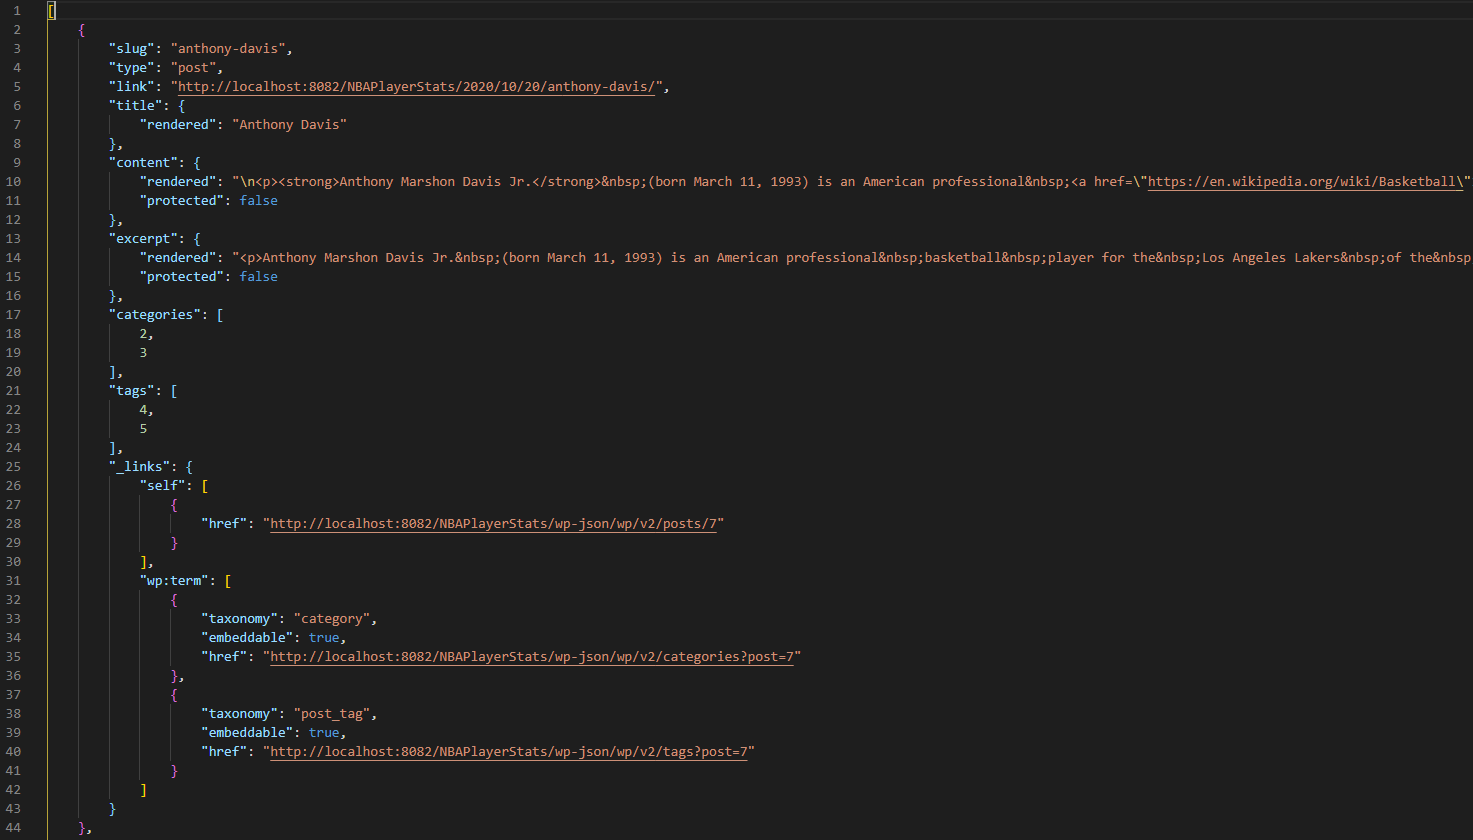 1 [
2 {
3 "slug": "anthony-davis",
4 "type": "post",
5 "link": "http://localhost:8082/NBAPlayerStats/2020/10/20/anthony-davis/",
6 "title": {
7 "rendered": "Anthony Davis"
8 },
9 "content": {
10 "rendered": "\n<p><strong>Anthony Marshon Davis Jr.</strong>&nbsp;(born March 11, 1993) is an American professional&nbsp;<a href=\"https://en.wikipedia.org/wiki/Basketball\"
11 "protected": false
12 },
13 "excerpt": {
14 "rendered": "<p>Anthony Marshon Davis Jr.&nbsp;(born March 11, 1993) is an American professional&nbsp;basketball&nbsp;player for the&nbsp;Los Angeles Lakers&nbsp;of the&nbsp
15 "protected": false
16 },
17 "categories": [
18 2,
19 3
20 ],
21 "tags": [
22 4,
23 5
24 ],
25 "_links": {
26 "self": [
27 {
28 "href": "http://localhost:8082/NBAPlayerStats/wp-json/wp/v2/posts/7"
29 }
30 ],
31 "wp:term": [
32 {
33 "taxonomy": "category",
34 "embeddable": true,
35 "href": "http://localhost:8082/NBAPlayerStats/wp-json/wp/v2/categories?post=7"
36 },
37 {
38 "taxonomy": "post_tag",
39 "embeddable": true,
40 "href": "http://localhost:8082/NBAPlayerStats/wp-json/wp/v2/tags?post=7"
41 }
42 ]
43 }
44 },